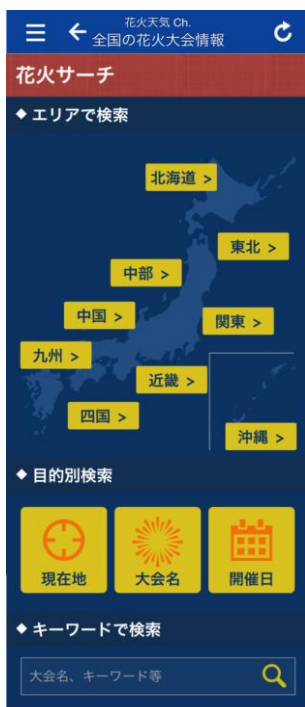 花火天気 Ch.
全国の花火大会情報
花火サーチ
◆ エリアで検索
北海道 >
東北 >
中部 >
中国 >
関東 >
九州 >
近畿 >
四国 >
沖縄 >
◆ 目的別検索
現在地
大会名
開催日
◆ キーワードで検索
大会名、キーワード等